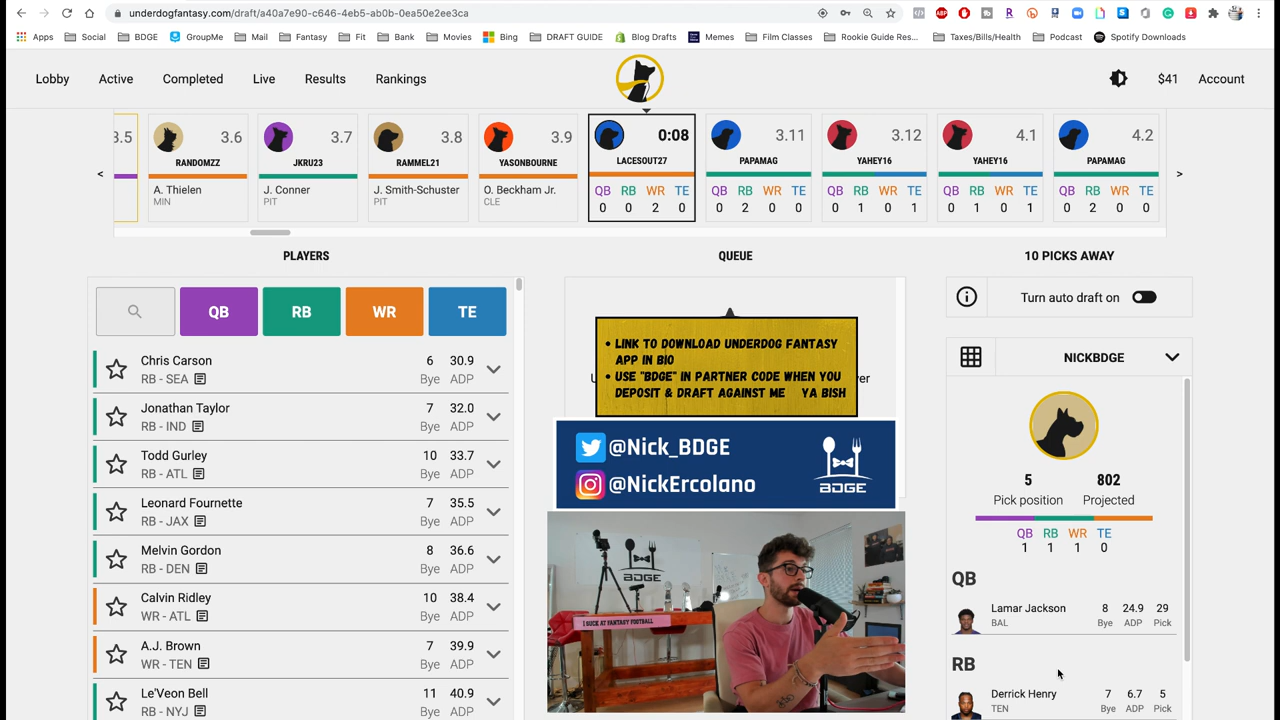 underdogfantasy.com/draft/a40a7e90-c646-4eb5-ab0b-0ea50e2ee3ca
Apps Social BDGE GroupMe Mail Fantasy Fit Bank Movies Bing DRAFT GUIDE Blog Drafts Memes Film Classes Rookie Guide Res... Taxes/Bills/Health Podcast Spotify Downloads
Lobby Active Completed Live Results Rankings $41 Account
3.5 3.6 3.7 3.8 3.9 0:08 3.11 3.12 4.1 4.2
RANDOMZZ JKRU23 RAMMEL21 YASONBOURNE LACESOUT27 PAPAMAG YAHEY16 YAHEY16 PAPAMAG
< A. Thielen J. Conner J. Smith-Schuster O. Beckham Jr. QB RB WR TE QB RB WR TE QB RB WR TE QB RB WR TE QB RB WR TE >
MIN PIT PIT CLE 0 0 2 0 0 2 0 0 0 1 0 1 0 1 0 1 0 2 0 0
PLAYERS QUEUE 10 PICKS AWAY
Turn auto draft on
QB RB WR TE
LINK TO DOWNLOAD UNDERDOG FANTASY
APP IN BIO
USE "BDGE" IN PARTNER CODE WHEN YOU
DEPOSIT & DRAFT AGAINST ME YA BISH
Chris Carson 6 30.9
RB - SEA Bye ADP
Jonathan Taylor 7 32.0
RB - IND Bye ADP
Todd Gurley 10 33.7
RB - ATL Bye ADP
Leonard Fournette 7 35.5
RB - JAX Bye ADP
Melvin Gordon 8 36.6
RB - DEN Bye ADP
Calvin Ridley 10 38.4
WR - ATL Bye ADP
A.J. Brown 7 39.9
WR - TEN Bye ADP
Le'Veon Bell 11 40.9
RB - NYJ Bye ADP
@Nick_BDGE
@NickErcolano
BDGE
BDGE
I SUCK AT FANTASY FOOTBALL
NICKBDGE
5 802
Pick position Projected
QB RB WR TE
1 1 1 0
QB
Lamar Jackson 8 24.9 29
BAL Bye ADP Pick
RB
Derrick Henry 7 6.7 5
TEN Bye ADP Pick